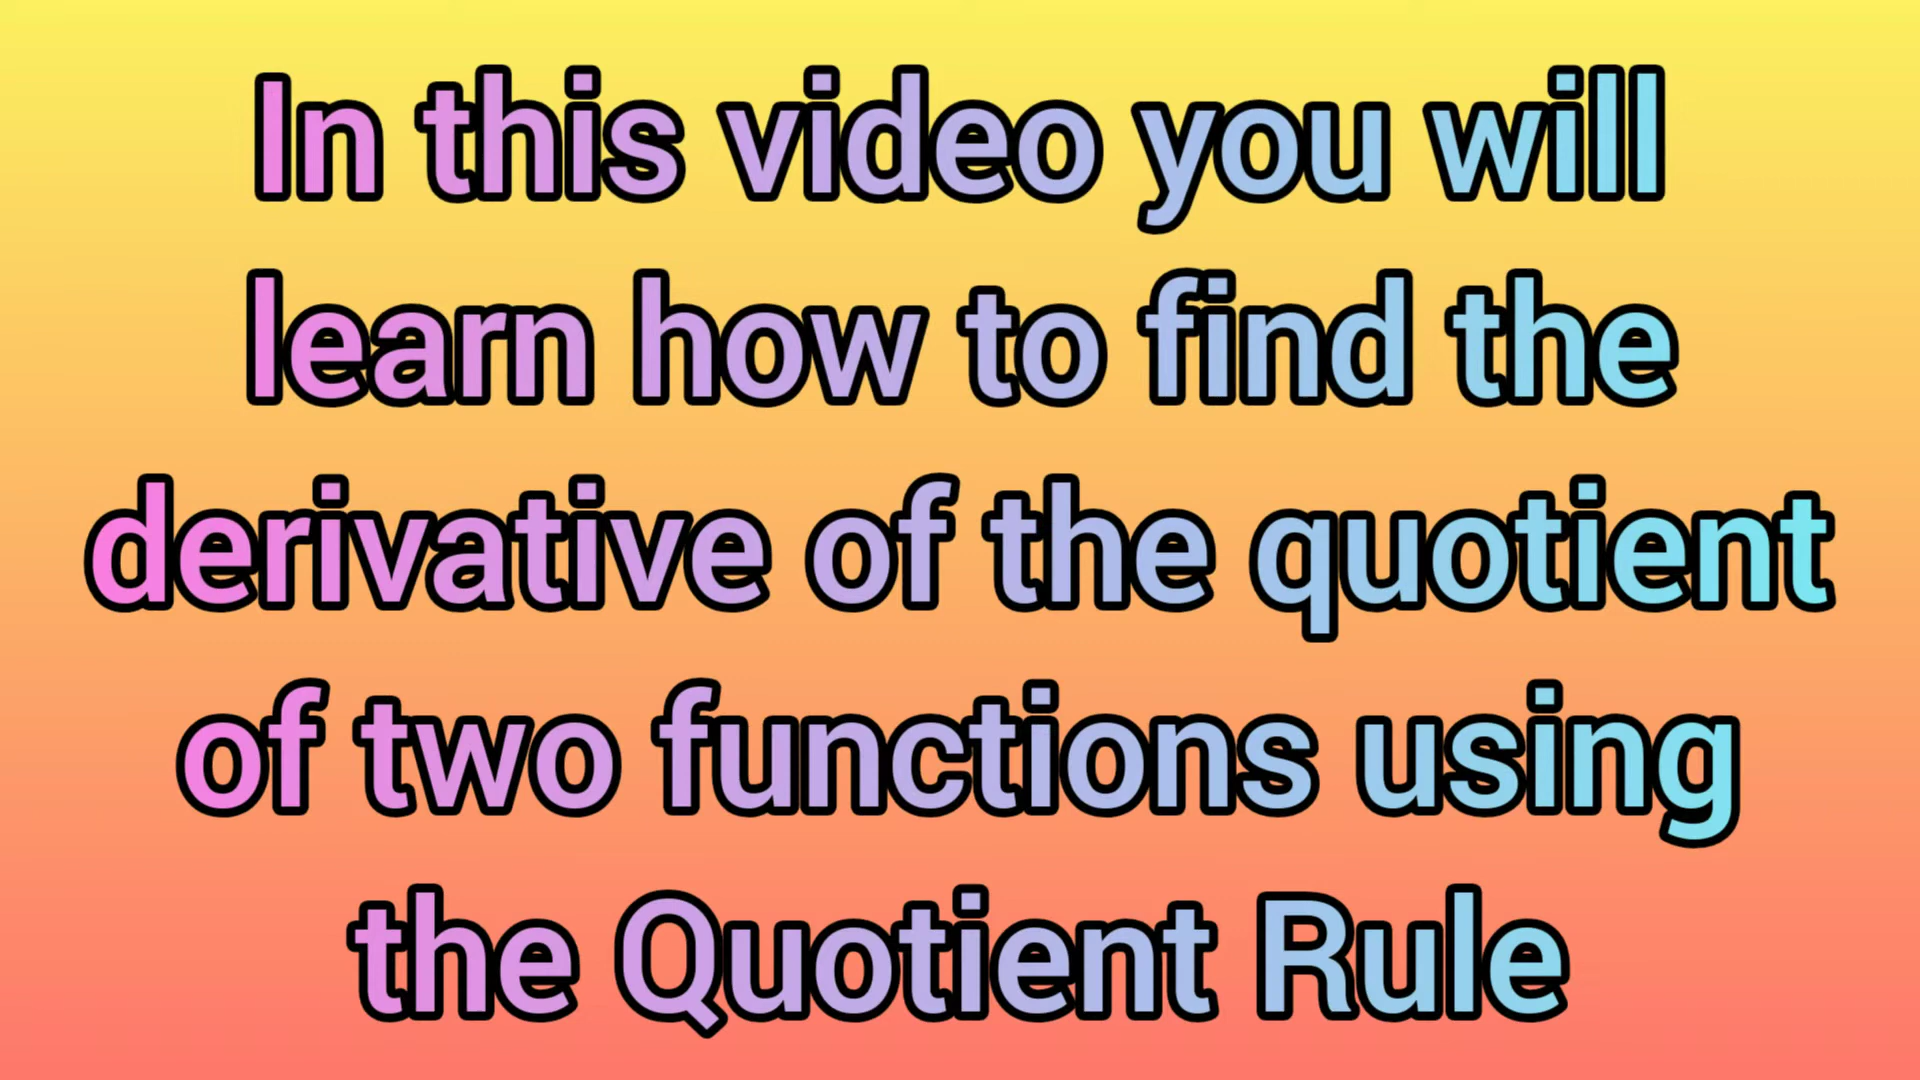 In this video you will
learn how to find the
derivative of the quotient
of two functions using
the Quotient Rule